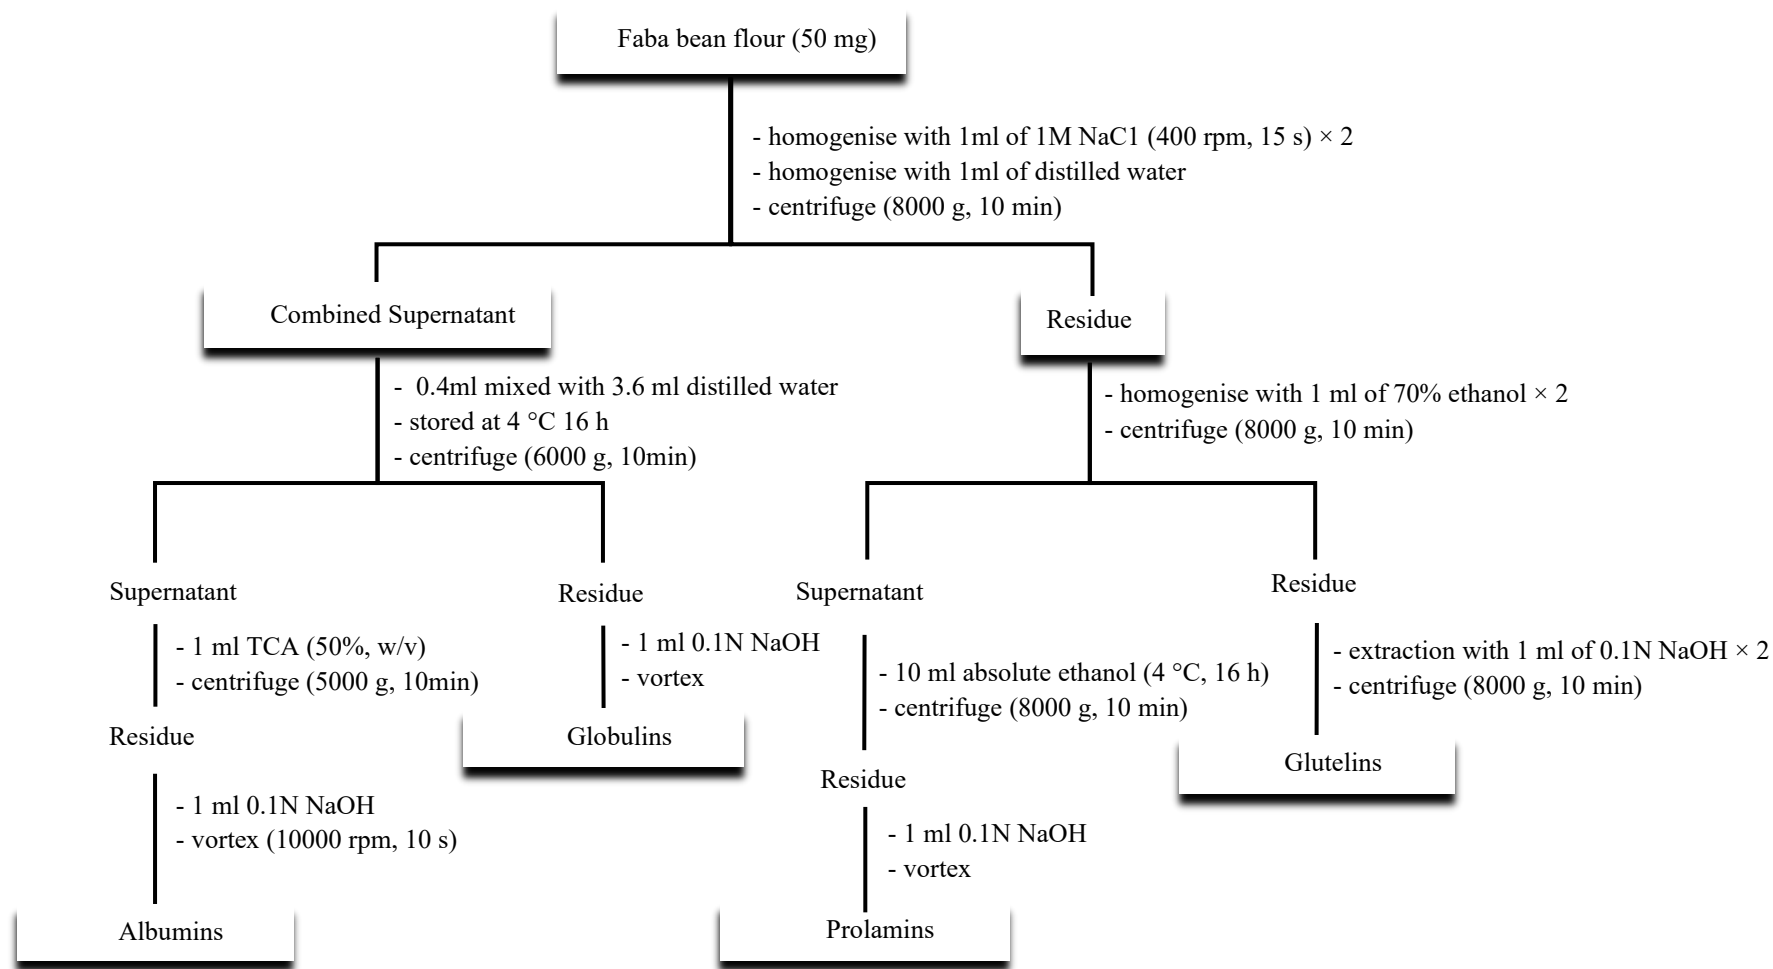 Faba bean flour (50 mg)
- homogenise with 1ml of 1M NaC1 (400 rpm, 15 s) × 2
- homogenise with 1ml of distilled water
- centrifuge (8000 g, 10 min)
Combined Supernatant
Residue
- 0.4ml mixed with 3.6 ml distilled water
- stored at 4 °C 16 h
- centrifuge (6000 g, 10min)
- homogenise with 1 ml of 70% ethanol × 2
- centrifuge (8000 g, 10 min)
Supernatant
Residue
Supernatant
Residue
- 1 ml TCA (50%, w/v)
- centrifuge (5000 g, 10min)
- 1 ml 0.1N NaOH
- vortex
- 10 ml absolute ethanol (4 °C, 16 h)
- centrifuge (8000 g, 10 min)
- extraction with 1 ml of 0.1N NaOH × 2
- centrifuge (8000 g, 10 min)
Residue
Globulins
Residue
Glutelins
- 1 ml 0.1N NaOH
- vortex (10000 rpm, 10 s)
- 1 ml 0.1N NaOH
- vortex
Albumins
Prolamins